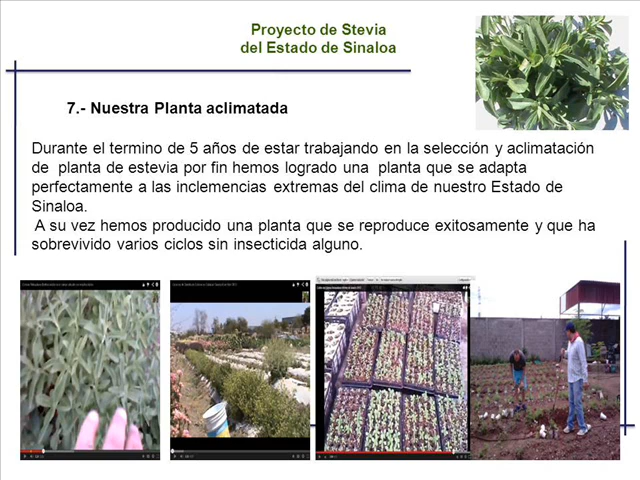 Proyecto de Stevia
del Estado de Sinaloa
7.- Nuestra Planta aclimatada
Durante el termino de 5 años de estar trabajando en la selección y aclimatación
de planta de estevia por fin hemos logrado una planta que se adapta
perfectamente a las inclemencias extremas del clima de nuestro Estado de
Sinaloa.
A su vez hemos producido una planta que se reproduce exitosamente y que ha
sobrevivido varios ciclos sin insecticida alguno.